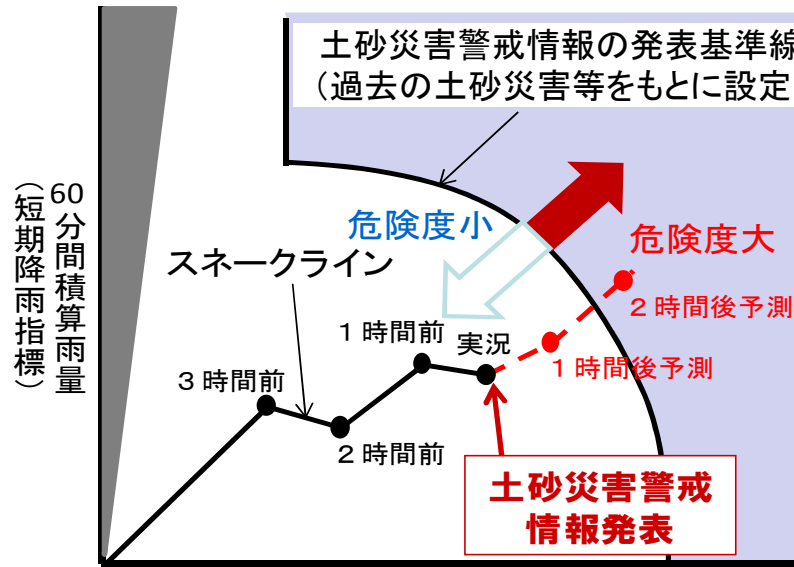 土砂災害警戒情報の発表基準線
（過去の土砂災害等をもとに設定
60分間積算雨量
（短期降雨指標）
危険度小
危険度大
スネークライン
２時間後予測
１時間前
実況
１時間後予測
３時間前
２時間前
土砂災害警戒
情報発表